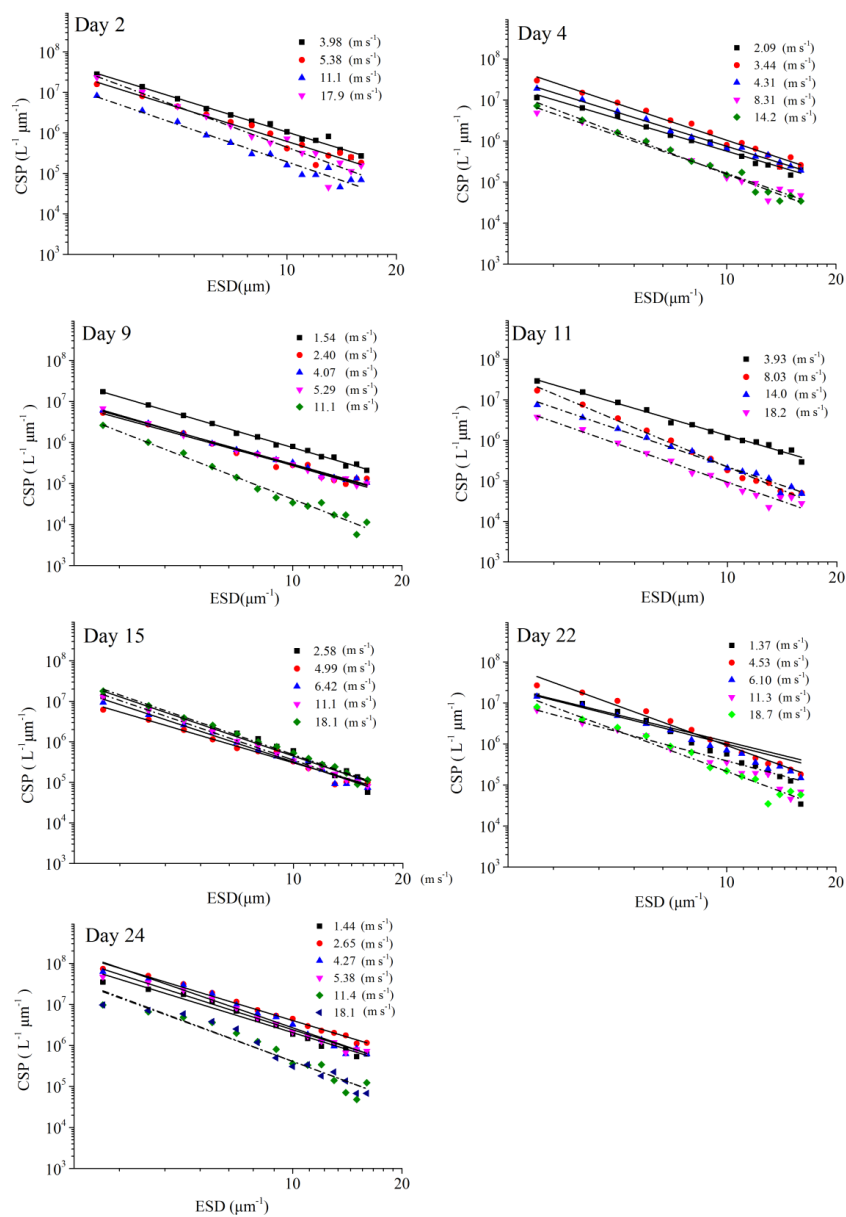 Day 2
3.98 (m s⁻¹)
5.38 (m s⁻¹)
11.1 (m s⁻¹)
17.9 (m s⁻¹)
CSP (L⁻¹ μm⁻¹)
10⁸
10⁷
10⁶
10⁵
10⁴
10³
10 20
ESD(μm)
Day 4
2.09 (m s⁻¹)
3.44 (m s⁻¹)
4.31 (m s⁻¹)
8.31 (m s⁻¹)
14.2 (m s⁻¹)
CSP (L⁻¹ μm⁻¹)
10⁸
10⁷
10⁶
10⁵
10⁴
10³
10 20
ESD(μm⁻¹)
Day 9
1.54 (m s⁻¹)
2.40 (m s⁻¹)
4.07 (m s⁻¹)
5.29 (m s⁻¹)
11.1 (m s⁻¹)
CSP ( L⁻¹ μm⁻¹)
10⁸
10⁷
10⁶
10⁵
10⁴
10³
10 20
ESD(μm⁻¹)
Day 11
3.93 (m s⁻¹)
8.03 (m s⁻¹)
14.0 (m s⁻¹)
18.2 (m s⁻¹)
CSP ( L⁻¹ μm⁻¹)
10⁸
10⁷
10⁶
10⁵
10⁴
10³
10 20
ESD(μm)
Day 15
2.58 (m s⁻¹)
4.99 (m s⁻¹)
6.42 (m s⁻¹)
11.1 (m s⁻¹)
18.1 (m s⁻¹)
CSP ( L⁻¹ μm⁻¹)
10⁸
10⁷
10⁶
10⁵
10⁴
10³
10 20
(m s⁻¹)
ESD(μm)
Day 22
1.37 (m s⁻¹)
4.53 (m s⁻¹)
6.10 (m s⁻¹)
11.3 (m s⁻¹)
18.7 (m s⁻¹)
CSP ( L⁻¹ μm⁻¹)
10⁸
10⁷
10⁶
10⁵
10⁴
10³
10 20
ESD (μm⁻¹)
Day 24
1.44 (m s⁻¹)
2.65 (m s⁻¹)
4.27 (m s⁻¹)
5.38 (m s⁻¹)
11.4 (m s⁻¹)
18.1 (m s⁻¹)
CSP ( L⁻¹ μm⁻¹)
10⁸
10⁷
10⁶
10⁵
10⁴
10³
10 20
ESD (μm⁻¹)